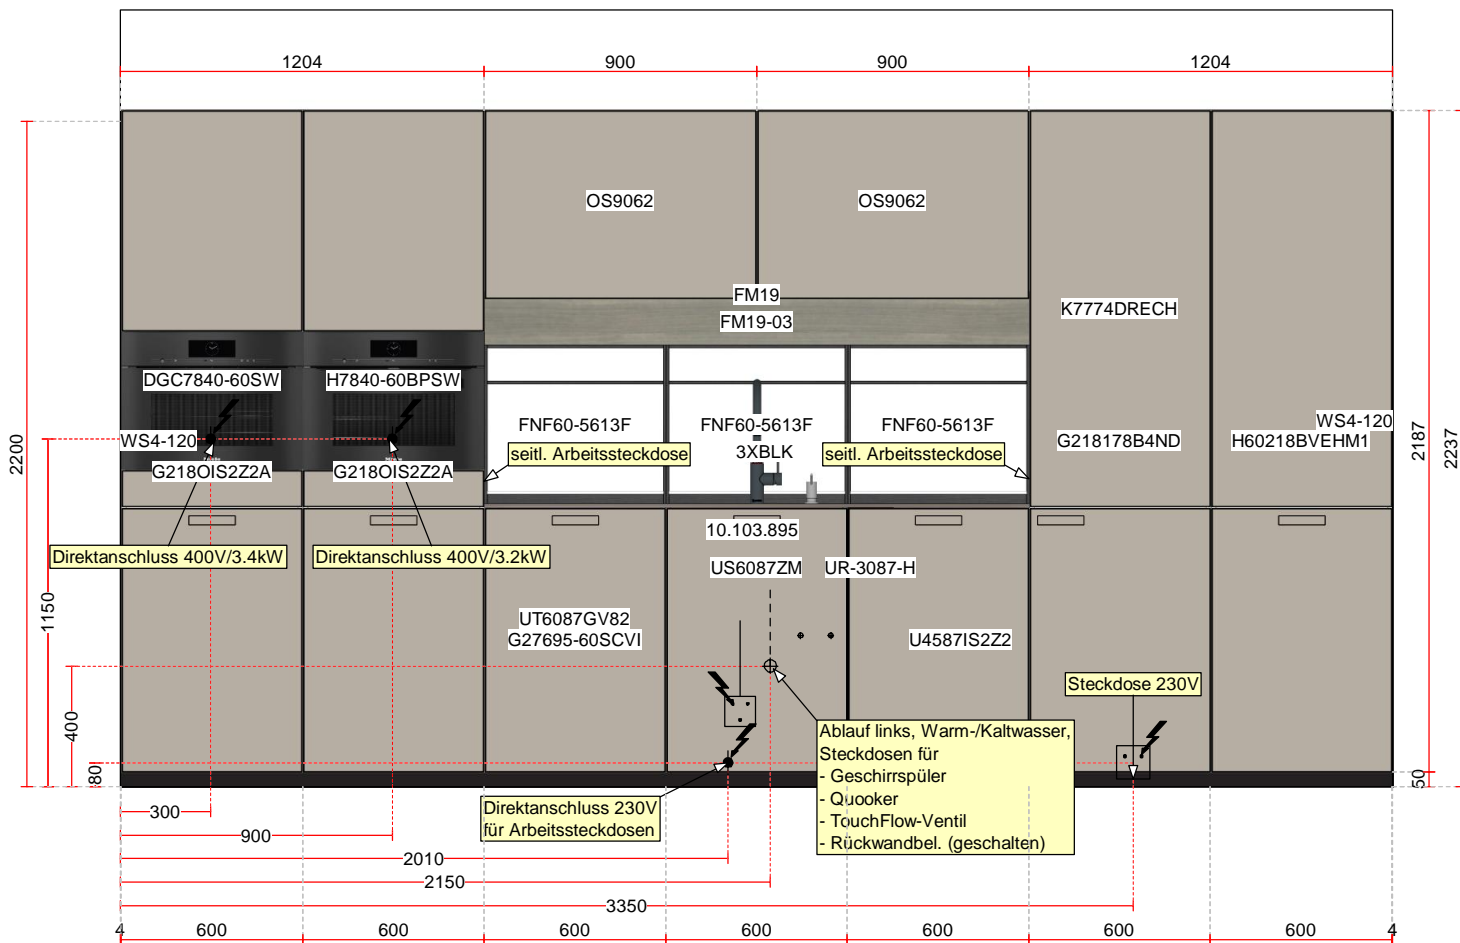 1204
900
900
1204
OS9062
OS9062
FM19
FM19-03
K7774DRECH
DGC7840-60SW
H7840-60BPSW
FNF60-5613F
FNF60-5613F
FNF60-5613F
3XBLK
WS4-120
WS4-120
G218178B4ND
H60218BVEHM1
seitl. Arbeitssteckdose
seitl. Arbeitssteckdose
G218OIS2Z2A
G218OIS2Z2A
2200
2187
2237
10.103.895
Direktanschluss 400V/3.4kW
Direktanschluss 400V/3.2kW
US6087ZM
UR-3087-H
1150
UT6087GV82
G27695-60SCVI
U4587IS2Z2
Steckdose 230V
400
Ablauf links, Warm-/Kaltwasser,
Steckdosen für
- Geschirrspüler
- Quooker
- TouchFlow-Ventil
- Rückwandbel. (geschalten)
80
50
Direktanschluss 230V
für Arbeitssteckdosen
300
900
2010
2150
3350
4
600
600
600
600
600
600
600
4